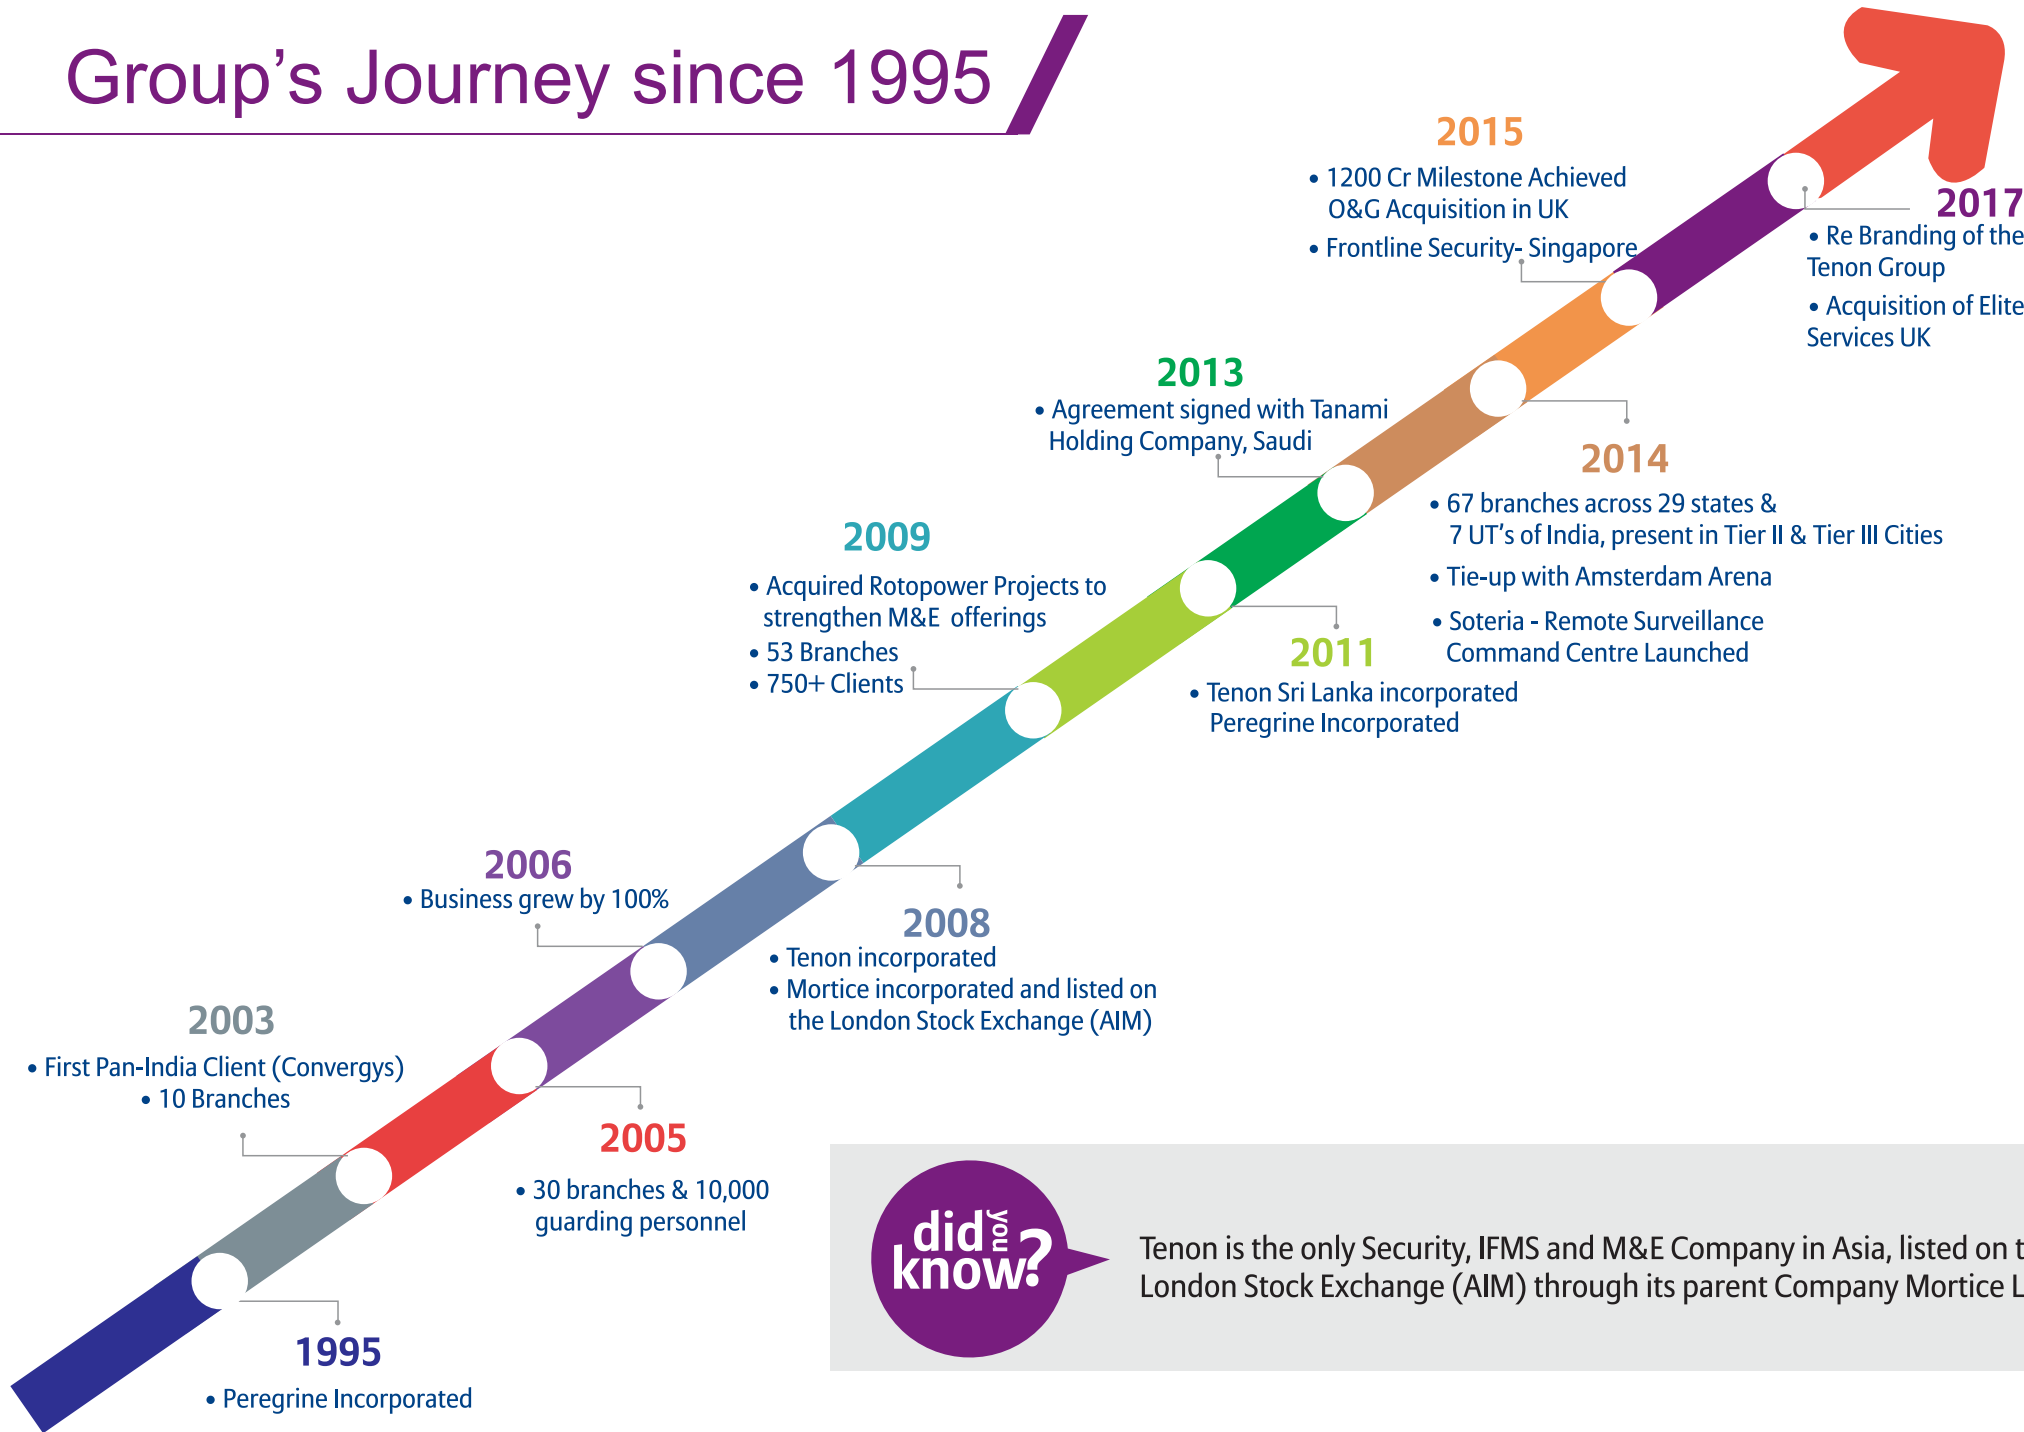 Group's Journey since 1995
2015
• 1200 Cr Milestone Achieved
O&G Acquisition in UK
• Frontline Security- Singapore
2017
• Re Branding of the
Tenon Group
• Acquisition of Elite
Services UK
2013
• Agreement signed with Tanami
Holding Company, Saudi
2014
• 67 branches across 29 states &
7 UT's of India, present in Tier II & Tier III Cities
• Tie-up with Amsterdam Arena
• Soteria - Remote Surveillance
Command Centre Launched
2009
• Acquired Rotopower Projects to
strengthen M&E offerings
• 53 Branches
• 750+ Clients
2011
• Tenon Sri Lanka incorporated
Peregrine Incorporated
2006
• Business grew by 100%
2008
• Tenon incorporated
• Mortice incorporated and listed on
the London Stock Exchange (AIM)
2003
• First Pan-India Client (Convergys)
• 10 Branches
2005
• 30 branches & 10,000
guarding personnel
1995
• Peregrine Incorporated
did you
know?
Tenon is the only Security, IFMS and M&E Company in Asia, listed on
London Stock Exchange (AIM) through its parent Company Mortice